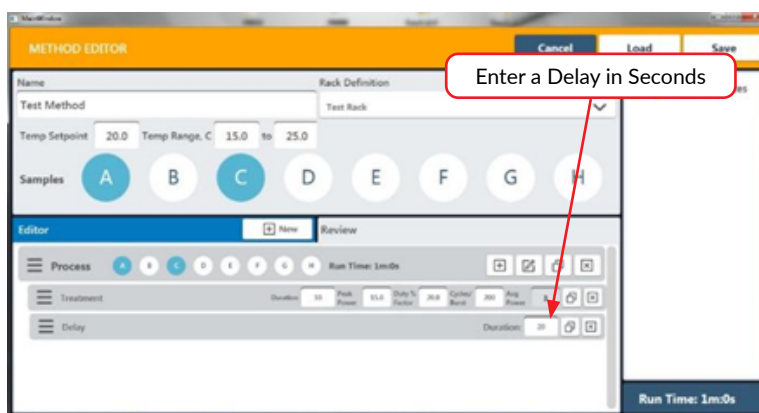 MainWindow
METHOD EDITOR
Cancel
Load
Save
Enter a Delay in Seconds
Name
Rack Definition
Test Method
Test Rack
Temp Setpoint 20.0 Temp Range, C 15.0 to 25.0
Samples A B C D E F G H
Editor
New
Review
Process A B C D E F G H Run Time: 1m:0s
Treatment Duration 10 Peak Power 15.0 Duty % Factor 20.0 Cycles/ Burst 200 Avg Power
Delay Duration: 20
Run Time: 1m:0s